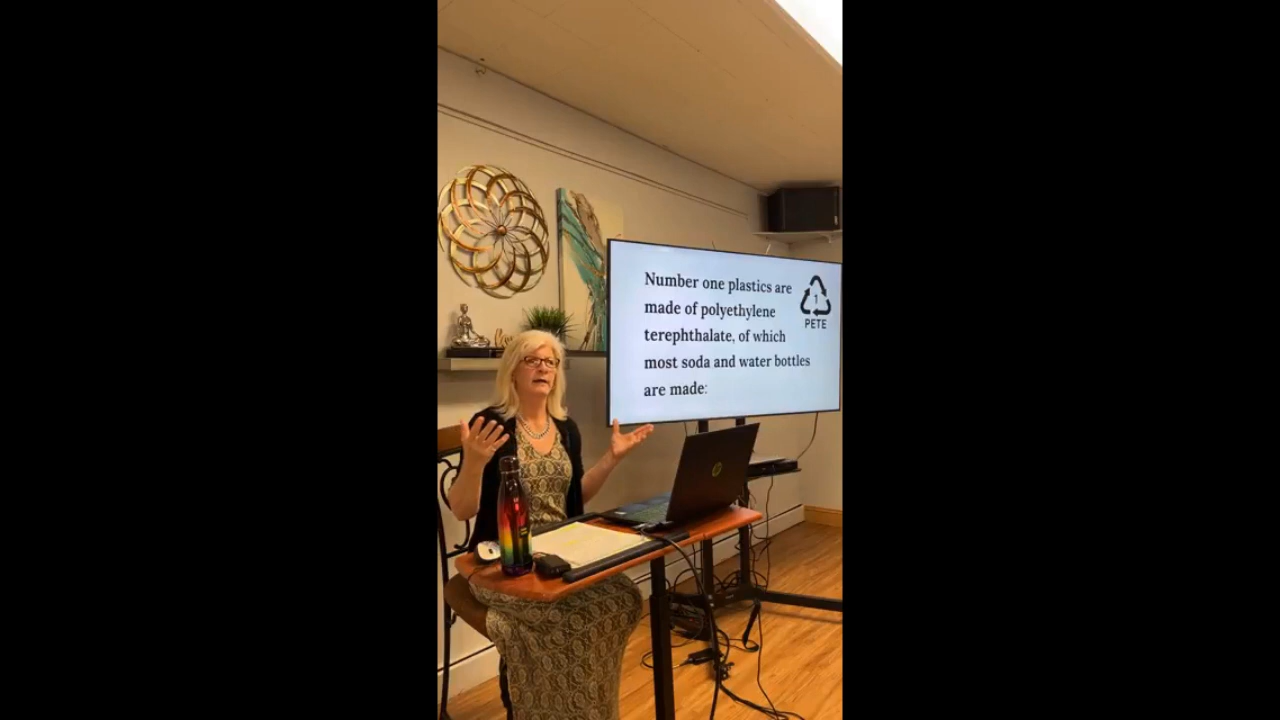 Number one plastics are
made of polyethylene
terephthalate, of which
most soda and water bottles
are made:
1
PETE